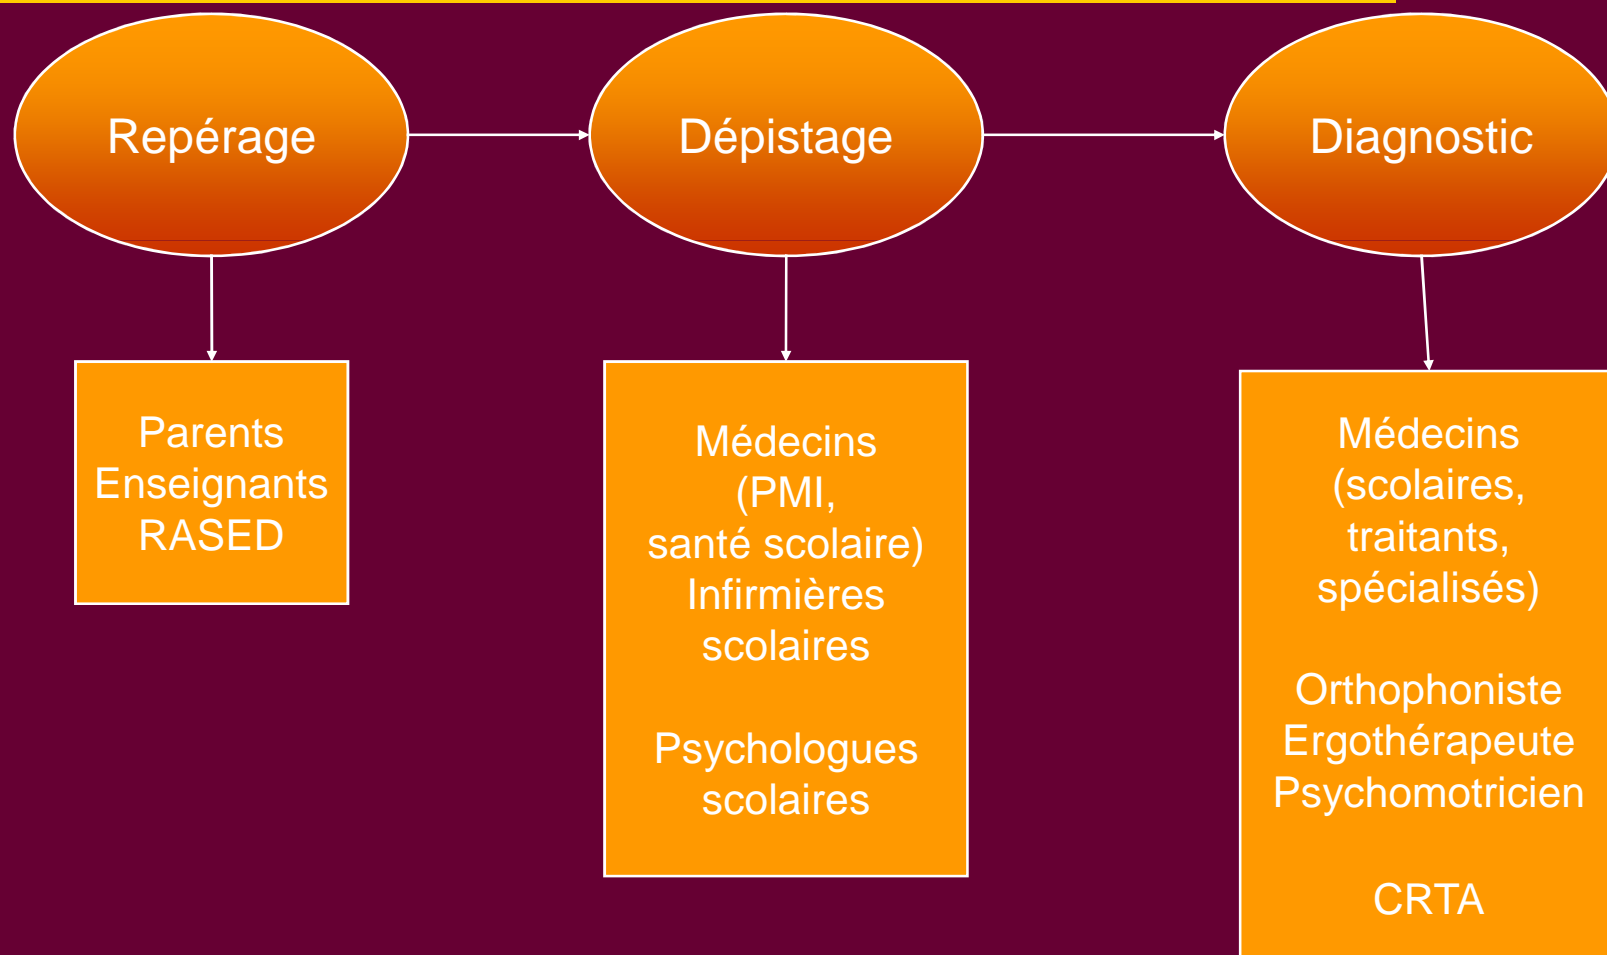 Repérage
Dépistage
Diagnostic
Parents
Enseignants
RASED
Médecins
(PMI,
santé scolaire)
Infirmières
scolaires
Psychologues
scolaires
Médecins
(scolaires,
traitants,
spécialisés)
Orthophoniste
Ergothérapeute
Psychomotricien
CRTA